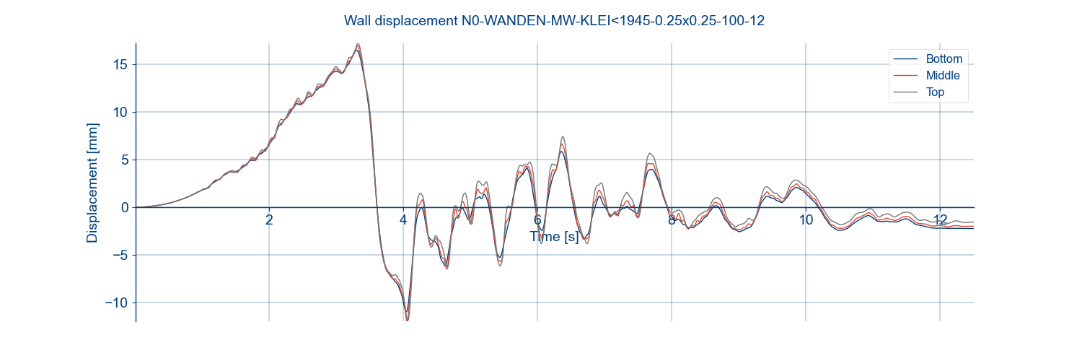 Wall displacement N0-WANDEN-MW-KLEI<1945-0.25x0.25-100-12
Displacement [mm]
15
10
5
0
−5
−10
2
4
6
8
10
12
Time [s]
Bottom
Middle
Top